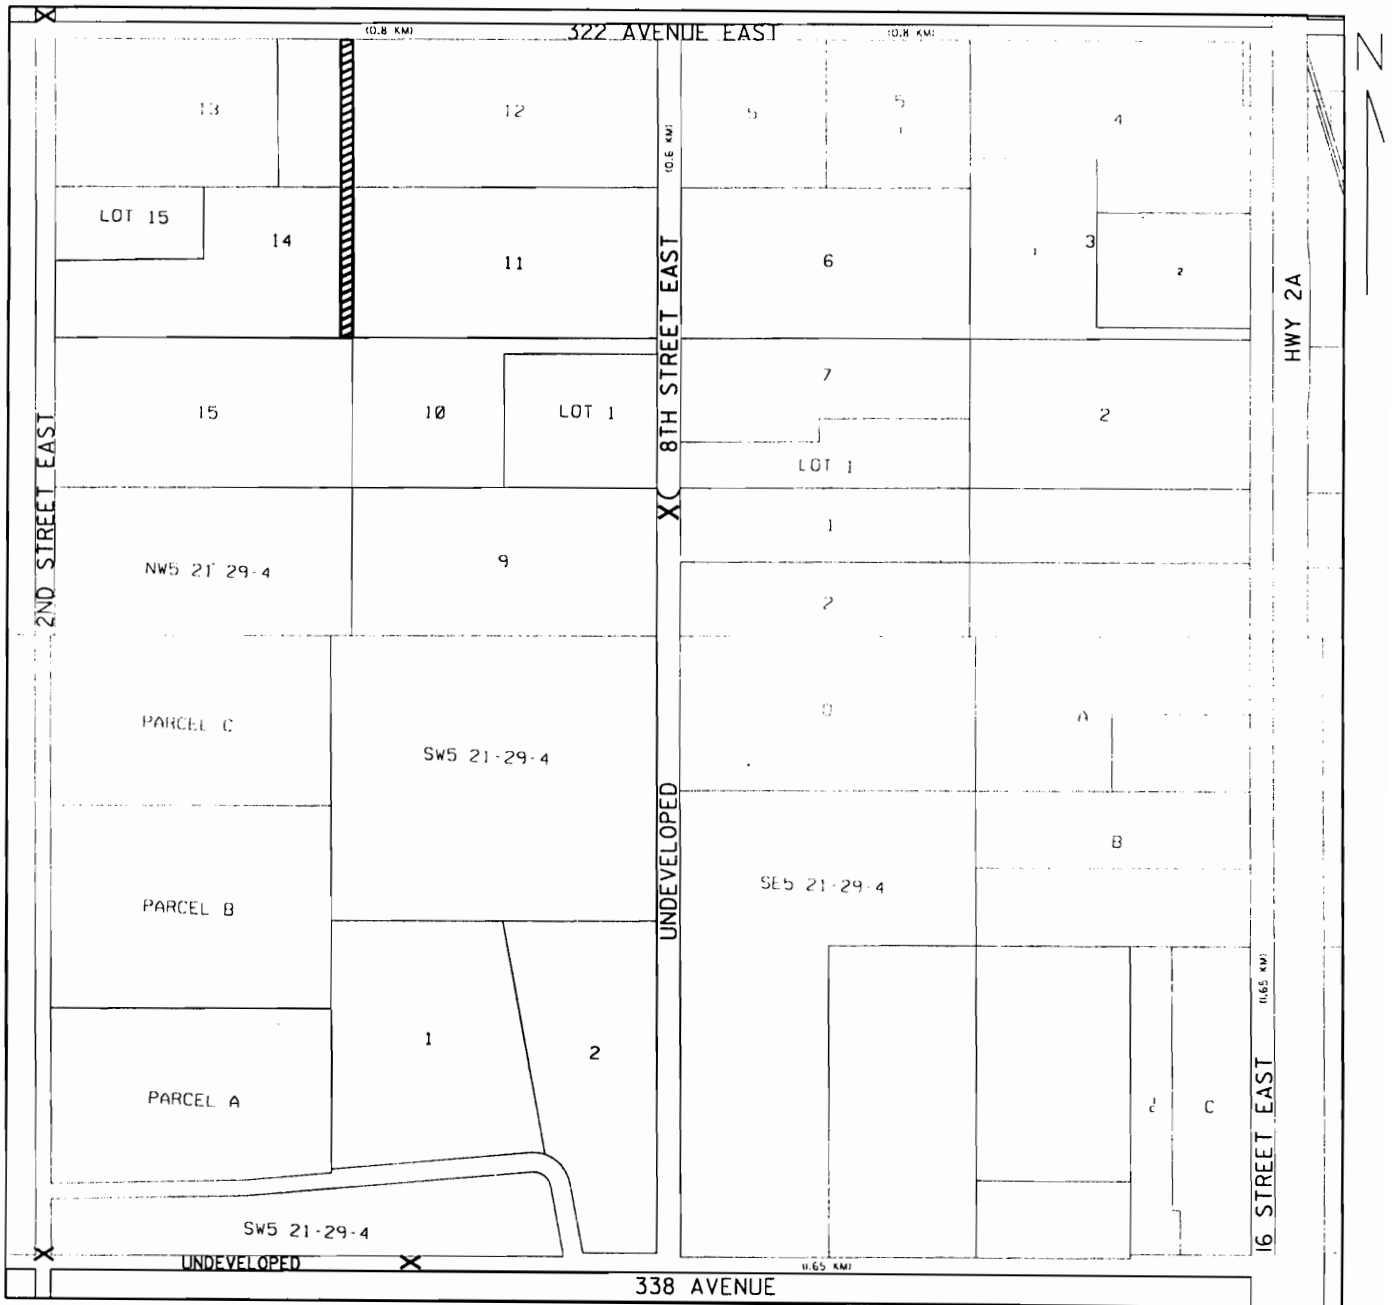 322 AVENUE EAST
(0.8 KM)
(0.8 KM)
N
13
12
5
5
1
4
(0.6 KM)
LOT 15
14
11
6
1
3
2
8TH STREET EAST
HWY 2A
15
10
LOT 1
7
2
LOT 1
2ND STREET EAST
X
X
NW5 21 29-4
9
1
2
PARCEL C
SW5 21-29-4
A
UNDEVELOPED
PARCEL B
SE5 21-29-4
B
(1.65 KM)
1
2
PARCEL A
C
16 STREET EAST
SW5 21-29-4
X
UNDEVELOPED
X
(1.65 KM)
338 AVENUE